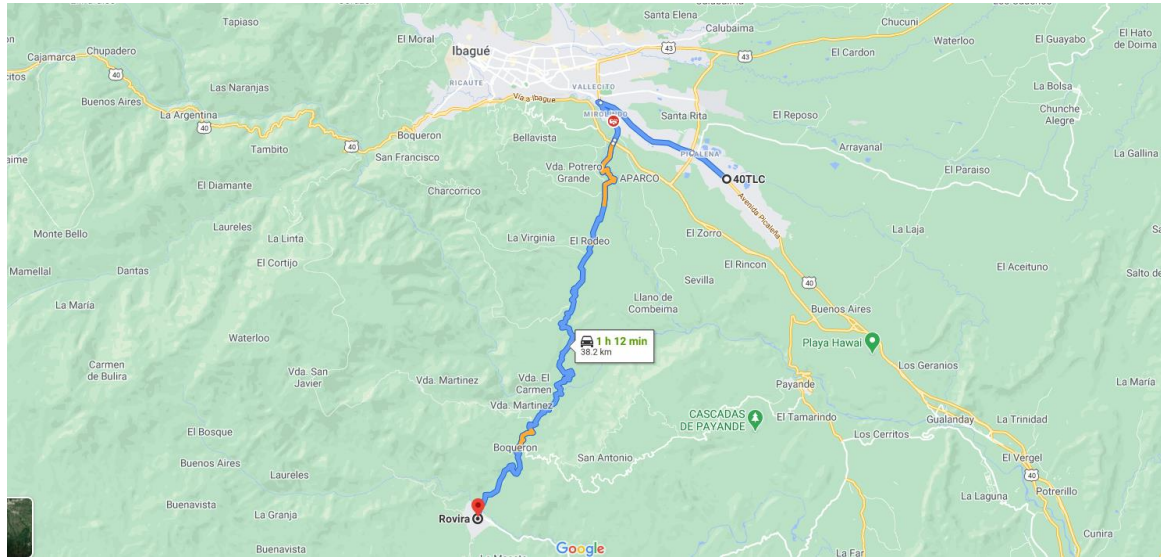 Santa Elena
Tapiaso
El Moral
Calubaima
Chucuni
El Hato
de Doima
Chupadero
Ibagué
43
43
Waterloo
El Guayabo
Cajamarca
El Cardon
40
RICAURTE
VALLECITO
La Bolsa
Las Naranjas
Buenos Aires
Vía a Ibague
MIROLINDO
Santa Rita
El Reposo
Chunche
Alegre
La Argentina
40
Boqueron
Bellavista
Tambito
40
San Francisco
PICALEÑA
Arrayanal
La Gallina
El Diamante
Charcorrico
Vda. Potrero
Grande
APARCO
40TLC
El Paraiso
Avenida Picaleña
Monte Bello
Laureles
La Linta
La Virginia
El Rodeo
El Zorro
La Laja
Mamellal
Dantas
El Cortijo
El Rincon
El Aceituno
Salto de
La María
Sevilla
40
Llano de
Combeima
Buenos Aires
Waterloo
1 h 12 min
38.2 km
Playa Hawai
Carmen
de Bulira
Vda. San
Javier
Vda. Martinez
Vda. El
Carmen
Los Geranios
Payande
La María
Vda. Martinez
CASCADAS
DE PAYANDE
El Tamarindo
Gualanday
La Trinidad
El Bosque
Los Cerritos
Boqueron
San Antonio
El Vergel
Buenos Aires
Laureles
40
Potrerillo
La Laguna
Buenavista
La Granja
Rovira
Cunira
Buenavista
Google
La Far